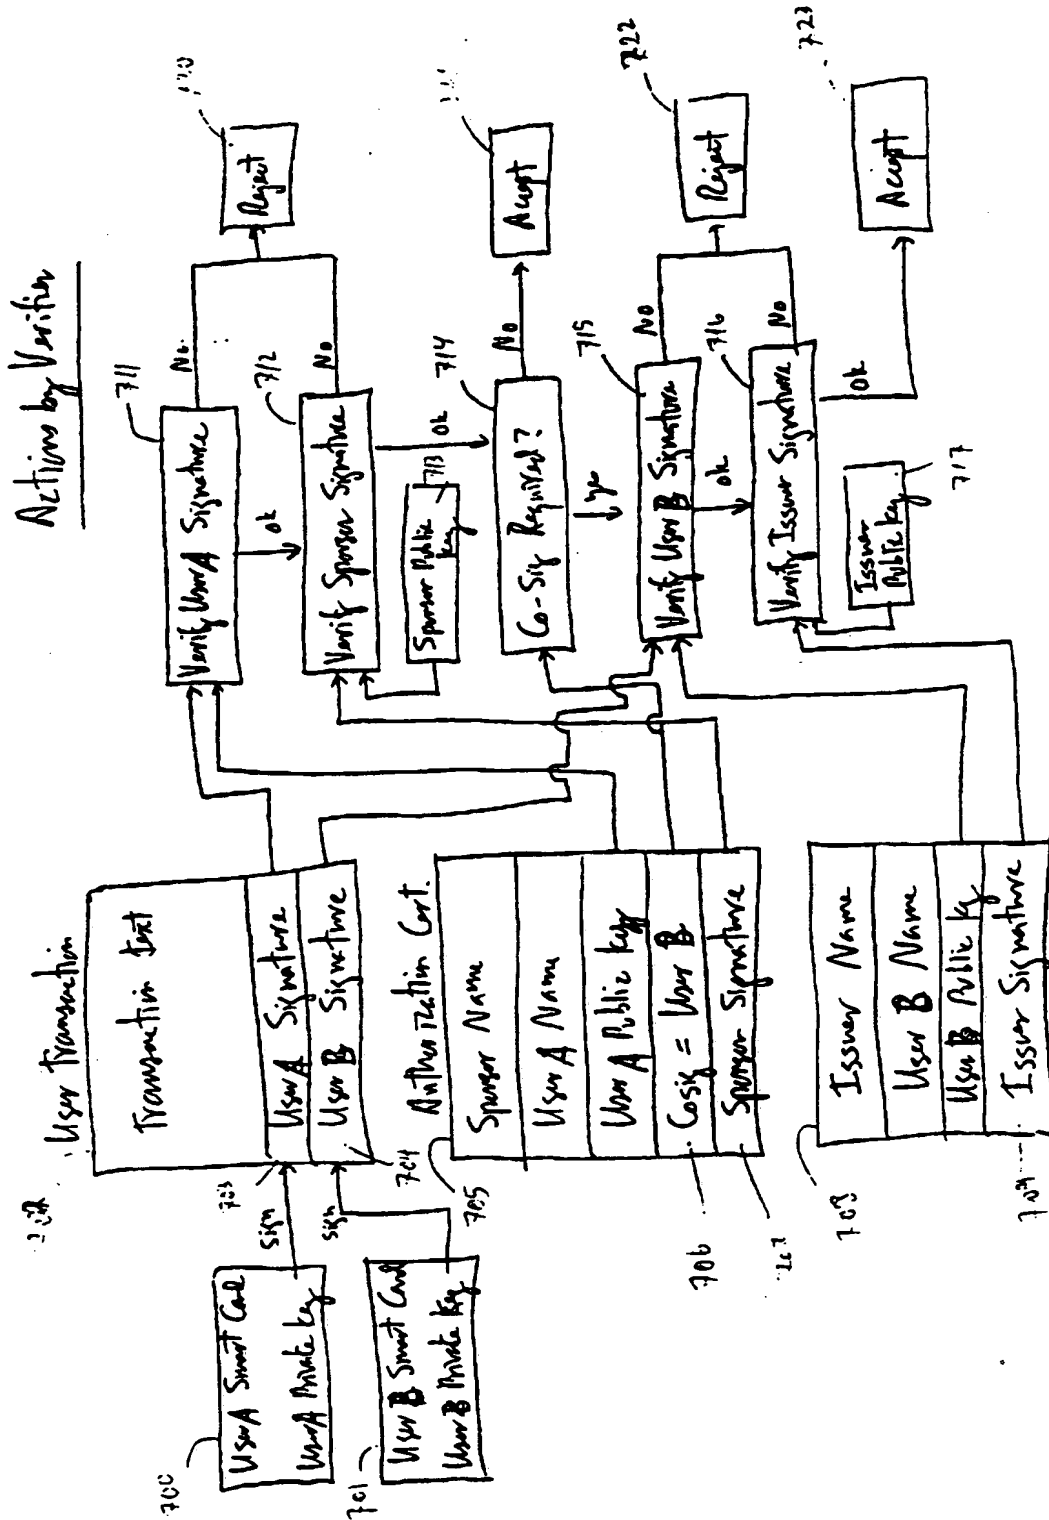 Actions by Verifier
700
User A Smart Card
User A Private Key
701
User B Smart Card
User B Private Key
sign
sign
User Transaction
Transaction text
703
User A Signature
User B Signature
704
Authorization Cert.
705
Sponsor Name
User A Name
User A Public Key
Cosig = User B
Sponsor Signature
706
708
Issuer Name
User B Name
User B Public Key
Issuer Signature
709
711
Verify User A Signature
No
ok
712
Verify Sponsor Signature
No
ok
713
Sponsor Public Key
714
Co-Sig Required?
No
yes
715
Verify User B Signature
No
ok
716
Verify Issuer Signature
No
ok
Issuer Public Key
717
Reject
Accept
722
Reject
723
Accept